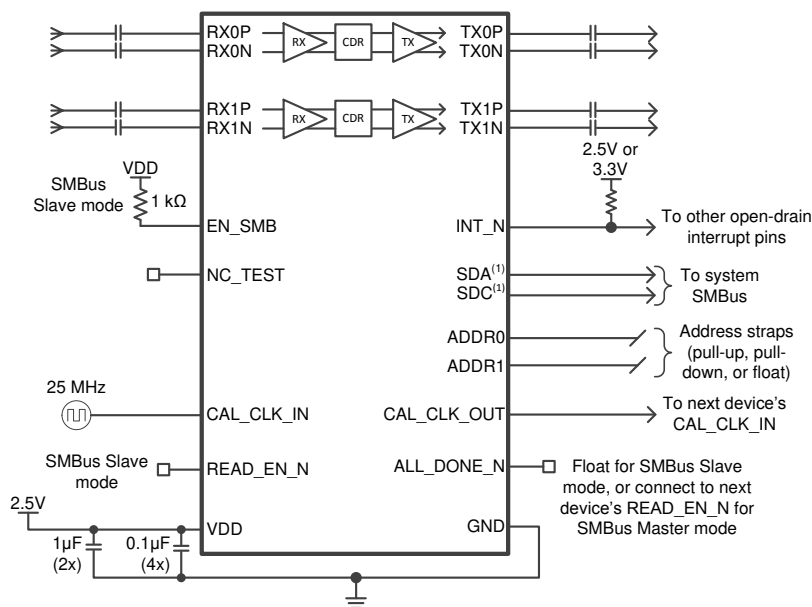 RX0P
RX0N
RX
CDR
TX
TX0P
TX0N
RX1P
RX1N
RX
CDR
TX
TX1P
TX1N
VDD
SMBus
Slave mode
1 kΩ
EN_SMB
2.5V or
3.3V
INT_N
To other open-drain
interrupt pins
NC_TEST
SDA(1)
SDC(1)
To system
SMBus
ADDR0
ADDR1
Address straps
(pull-up, pull-
down, or float)
25 MHz
CAL_CLK_IN
CAL_CLK_OUT
To next device's
CAL_CLK_IN
SMBus Slave
mode
READ_EN_N
ALL_DONE_N
Float for SMBus Slave
mode, or connect to next
device's READ_EN_N for
SMBus Master mode
2.5V
VDD
GND
1μF
(2x)
0.1μF
(4x)